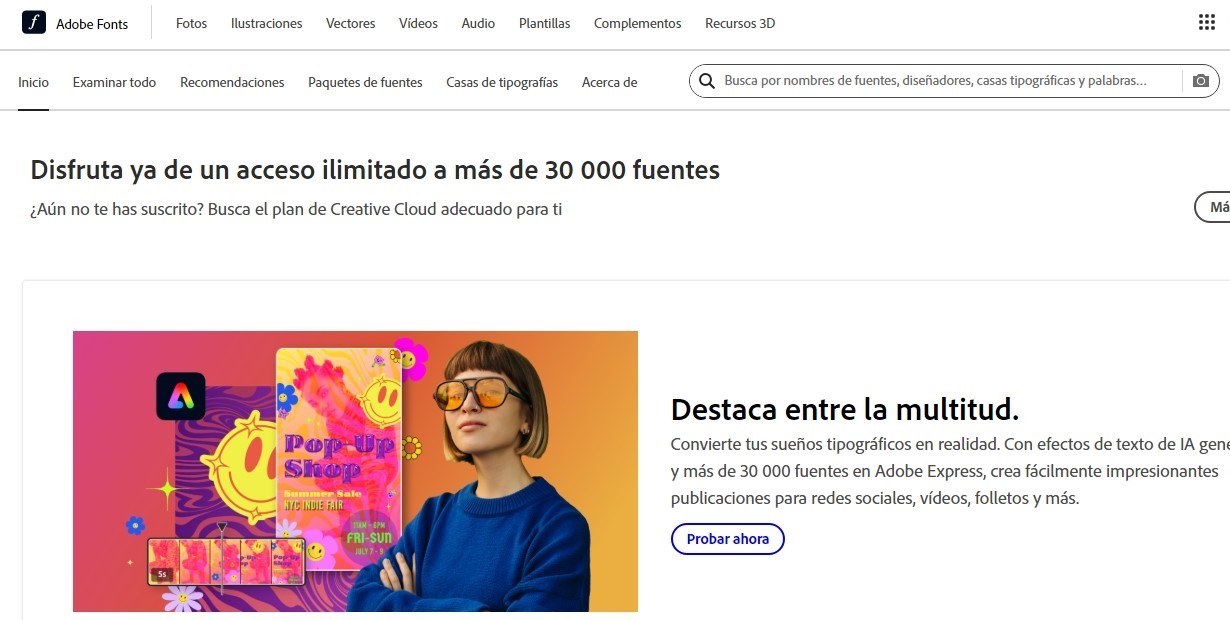 Adobe Fonts
Fotos Ilustraciones Vectores Vídeos Audio Plantillas Complementos Recursos 3D
Inicio Examinar todo Recomendaciones Paquetes de fuentes Casas de tipografías Acerca de
Busca por nombres de fuentes, diseñadores, casas tipográficas y palabras...
Disfruta ya de un acceso ilimitado a más de 30 000 fuentes
¿Aún no te has suscrito? Busca el plan de Creative Cloud adecuado para ti
Má
Pop-Up
Shop
Summer Sale
NYC INDIE FAIR
11AM - 6PM
FRI-SUN
5s
Destaca entre la multitud.
Convierte tus sueños tipográficos en realidad. Con efectos de texto de IA gene
y más de 30 000 fuentes en Adobe Express, crea fácilmente impresionantes
publicaciones para redes sociales, vídeos, folletos y más.
Probar ahora